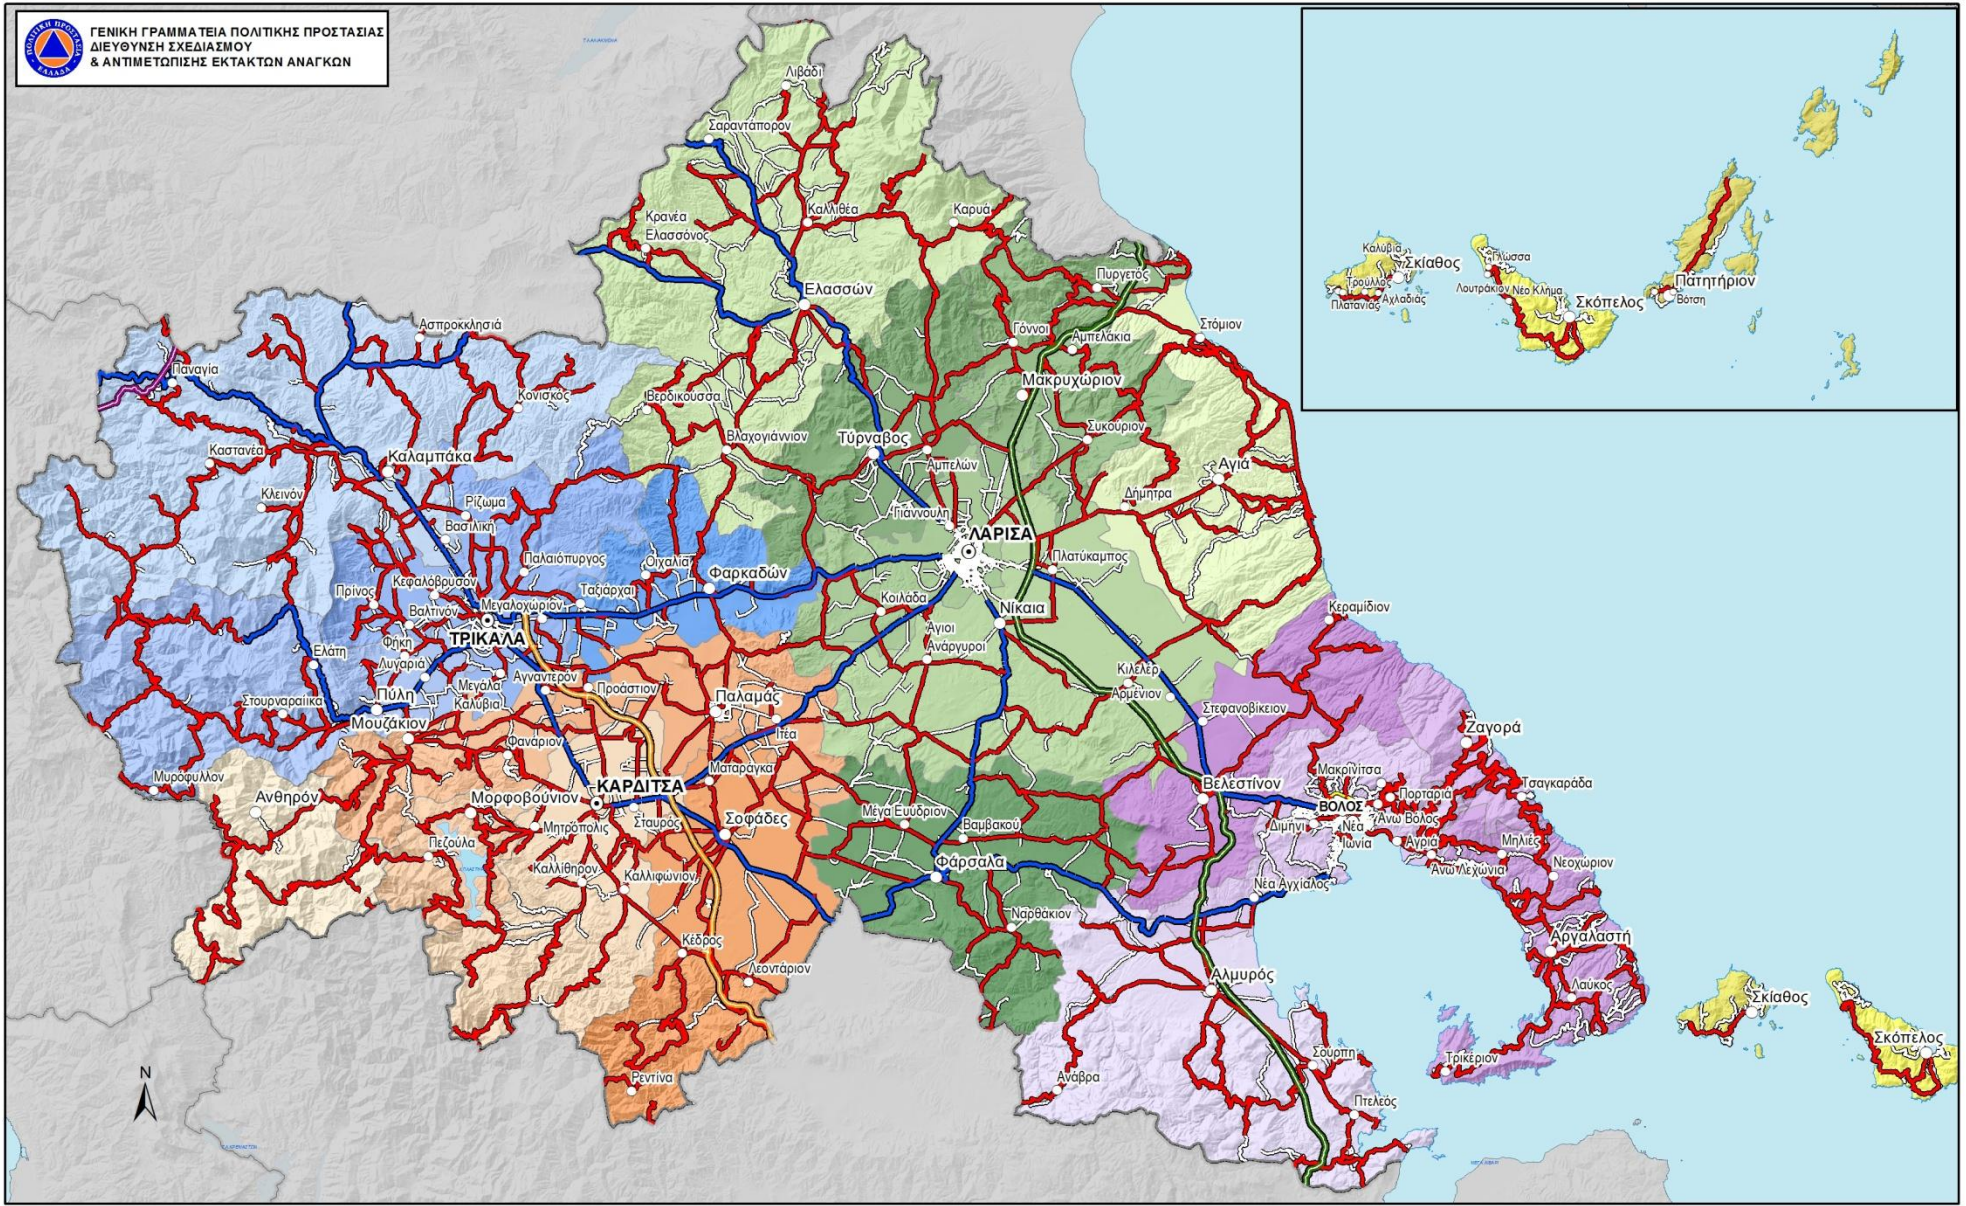 ΓΕΝΙΚΗ ΓΡΑΜΜΑΤΕΙΑ ΠΟΛΙΤΙΚΗΣ ΠΡΟΣΤΑΣΙΑΣ
ΔΙΕΥΘΥΝΣΗ ΣΧΕΔΙΑΣΜΟΥ
& ΑΝΤΙΜΕΤΩΠΙΣΗΣ ΕΚΤΑΚΤΩΝ ΑΝΑΓΚΩΝ
ΠΟΛΙΤΙΚΗ ΠΡΟΣΤΑΣΙΑ
ΕΛΛΑΔΑ
Λιβάδι
Σαραντάπορον
Κρανέα
Ελασσόνος
Καλλιθέα
Καρυά
Πυργετός
Ελασσών
Γόννοι
Αμπελάκια
Στόμιον
Μακρυχώριον
Ασπροκκλησιά
Παναγία
Κονισκός
Βερδικούσσα
Βλαχογιάννιον
Τύρναβος
Συκούριον
Αμπελών
Καστανέα
Καλαμπάκα
Αγιά
Κλεινόν
Ρίζωμα
Βασιλική
Δήμητρα
Γιάννουλη
ΛΑΡΙΣΑ
Παλαιόπυργος
Οιχαλία
Φαρκαδών
Πλατύκαμπος
Κεφαλόβρυσον
Πρίνος
Ταξιάρχαι
Βαλτινόν
Μεγαλοχώριον
Κοιλάδα
Νίκαια
Κεραμίδιον
ΤΡΙΚΑΛΑ
Φήκη
Άγιοι
Ανάργυροι
Ελάτη
Λυγαριά
Αγναντερόν
Προάστιον
Κιλελέρ
Αρμένιον
Μεγάλα
Καλύβια
Πύλη
Παλαμάς
Στουρναραίικα
Στεφανοβίκειον
Μουζάκιον
Ζαγορά
Φανάριον
Ιτέα
Μυρόφυλλον
Ματαράγκα
Μακρινίτσα
ΚΑΡΔΙΤΣΑ
Βελεστίνον
Τσαγκαράδα
Ανθηρόν
Μορφοβούνιον
Πορταριά
ΒΟΛΟΣ
Μέγα Ευύδριον
Σταυρός
Σοφάδες
Μητρόπολις
Βαμβακού
Διμήνι
Νέα
Ιωνία
Άνω Βόλος
Αγριά
Πεζούλα
Μηλιές
Φάρσαλα
Άνω Λεχώνια
Νεοχώριον
Καλλίθηρον
Καλλιφώνιον
Νέα Αγχίαλος
Ναρθάκιον
Κέδρος
Αργαλαστή
Λεοντάριον
Αλμυρός
Λαύκος
Σκίαθος
Σκόπελος
Σούρπη
Τρικέριον
Ρεντίνα
Ανάβρα
Πτελεός
N
Καλύβια
Σκίαθος
Τρούλλος
Πλατανιάς
Αχλαδιάς
Γλώσσα
Λουτράκιον
Νέο Κλήμα
Σκόπελος
Πατητήριον
Βότση